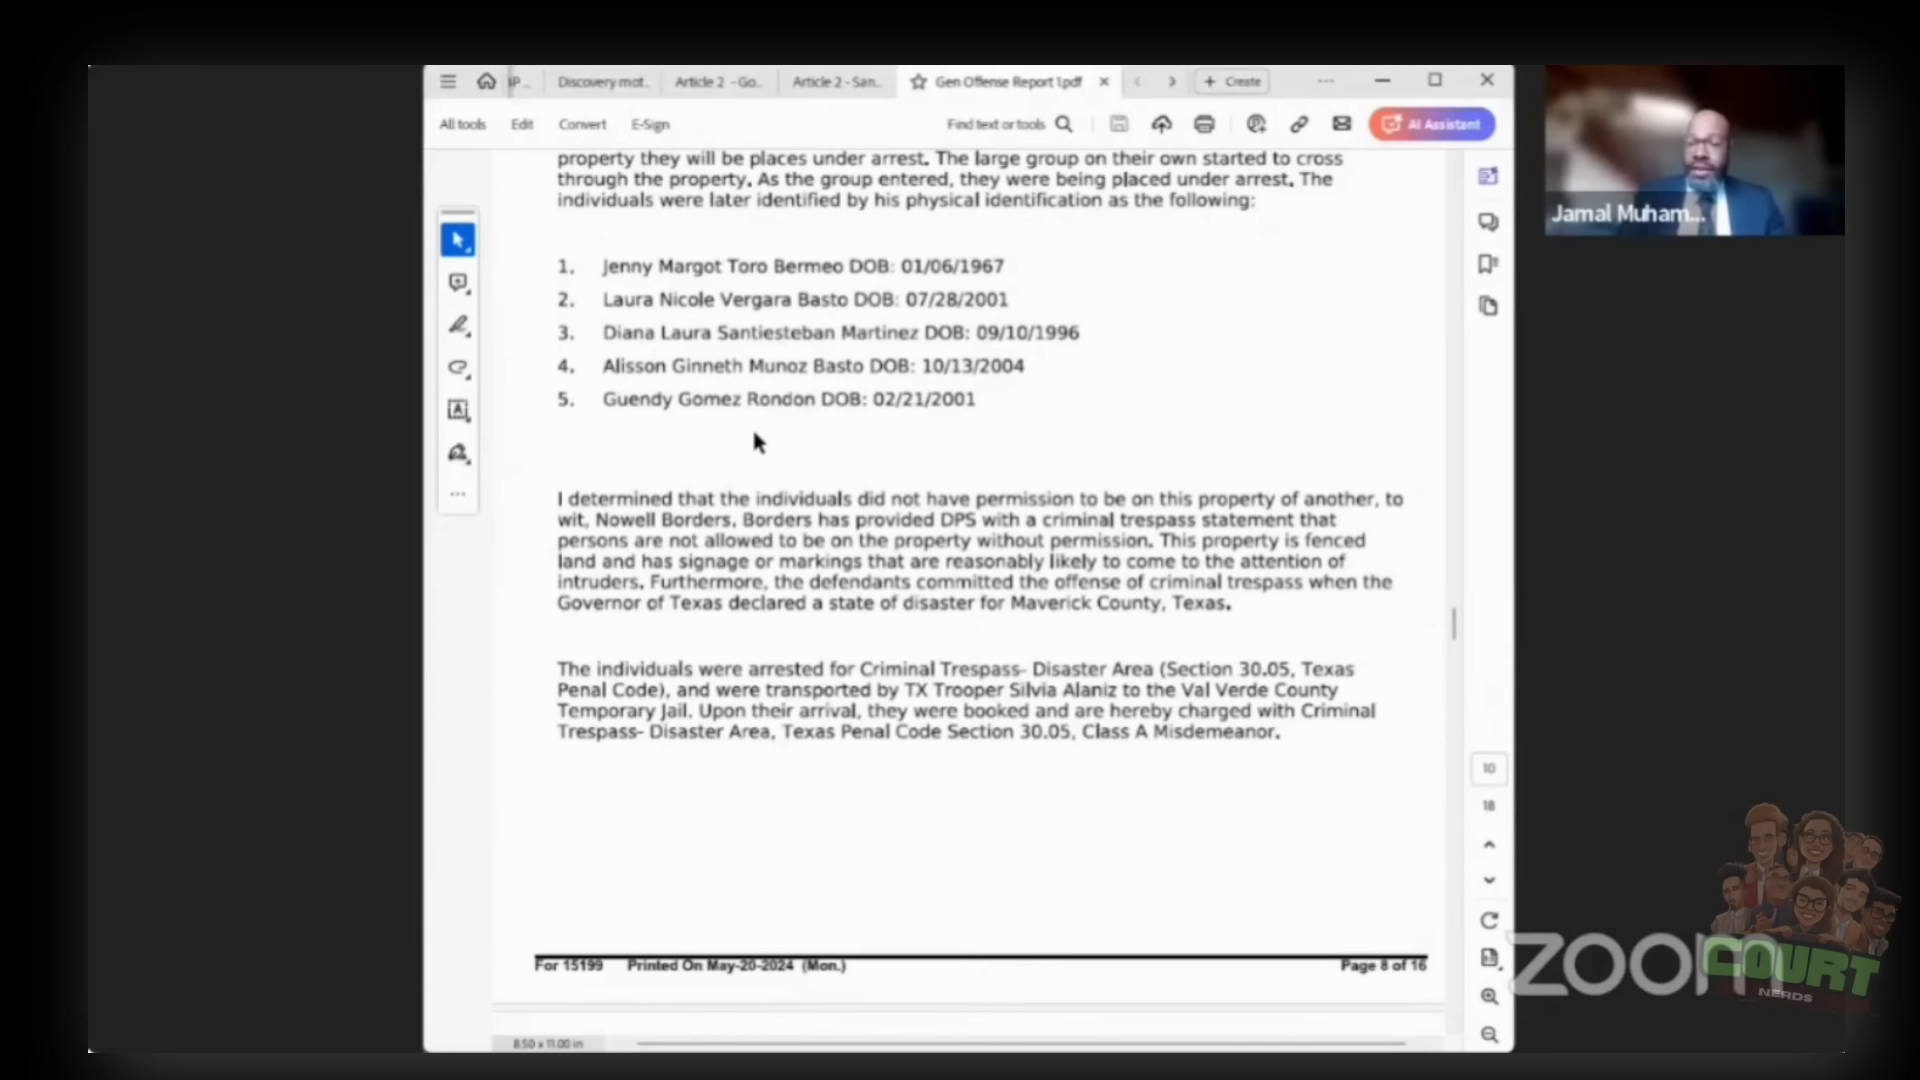 Discovery mot..
Article 2 - Go..
Article 2 - San..
Gen Offense Report 1.pdf
+ Create
All tools
Edit
Convert
E-Sign
Find text or tools
AI Assistant
property they will be places under arrest. The large group on their own started to cross
through the property. As the group entered, they were being placed under arrest. The
individuals were later identified by his physical identification as the following:
1. Jenny Margot Toro Bermeo DOB: 01/06/1967
2. Laura Nicole Vergara Basto DOB: 07/28/2001
3. Diana Laura Santiesteban Martinez DOB: 09/10/1996
4. Alisson Ginneth Munoz Basto DOB: 10/13/2004
5. Guendy Gomez Rondon DOB: 02/21/2001
I determined that the individuals did not have permission to be on this property of another, to
wit, Nowell Borders. Borders has provided DPS with a criminal trespass statement that
persons are not allowed to be on the property without permission. This property is fenced
land and has signage or markings that are reasonably likely to come to the attention of
intruders. Furthermore, the defendants committed the offense of criminal trespass when the
Governor of Texas declared a state of disaster for Maverick County, Texas.
The individuals were arrested for Criminal Trespass- Disaster Area (Section 30.05, Texas
Penal Code), and were transported by TX Trooper Silvia Alaniz to the Val Verde County
Temporary Jail. Upon their arrival, they were booked and are hereby charged with Criminal
Trespass- Disaster Area, Texas Penal Code Section 30.05, Class A Misdemeanor.
For 15199 Printed On May-20-2024 (Mon.)
Page 8 of 16
8.50 x 11.00 in
10
18
Jamal Muham...
zoom
COURT
NERDS